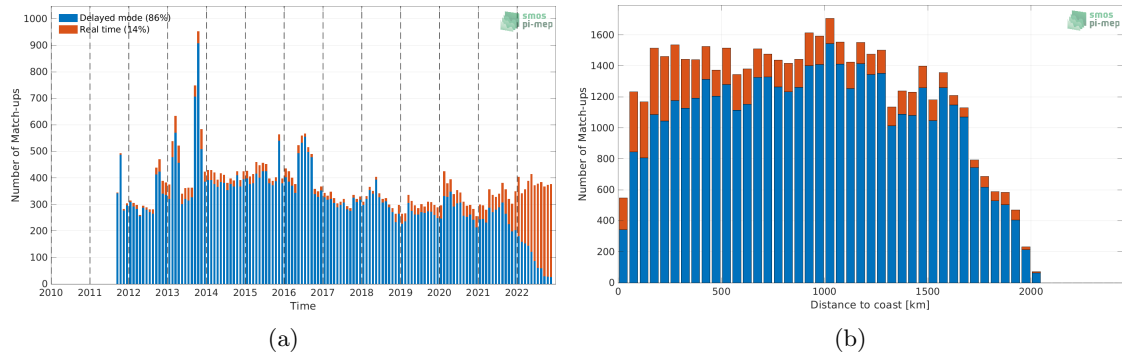 Delayed mode (86%)
Real time (14%)
smos
pi-mep
Number of Match-ups
1000
900
800
700
600
500
400
300
200
100
0
2010 2011 2012 2013 2014 2015 2016 2017 2018 2019 2020 2021 2022
Time
(a)
smos
pi-mep
Number of Match-ups
1600
1400
1200
1000
800
600
400
200
0
0 500 1000 1500 2000
Distance to coast [km]
(b)